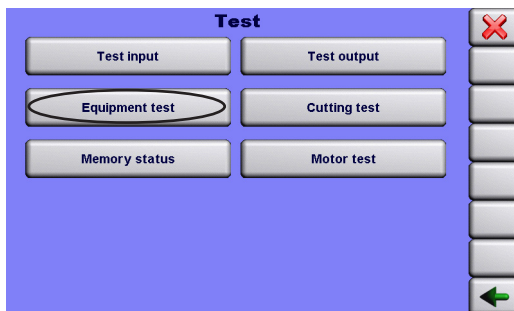 Test
Test input
Test output
Equipment test
Cutting test
Memory status
Motor test